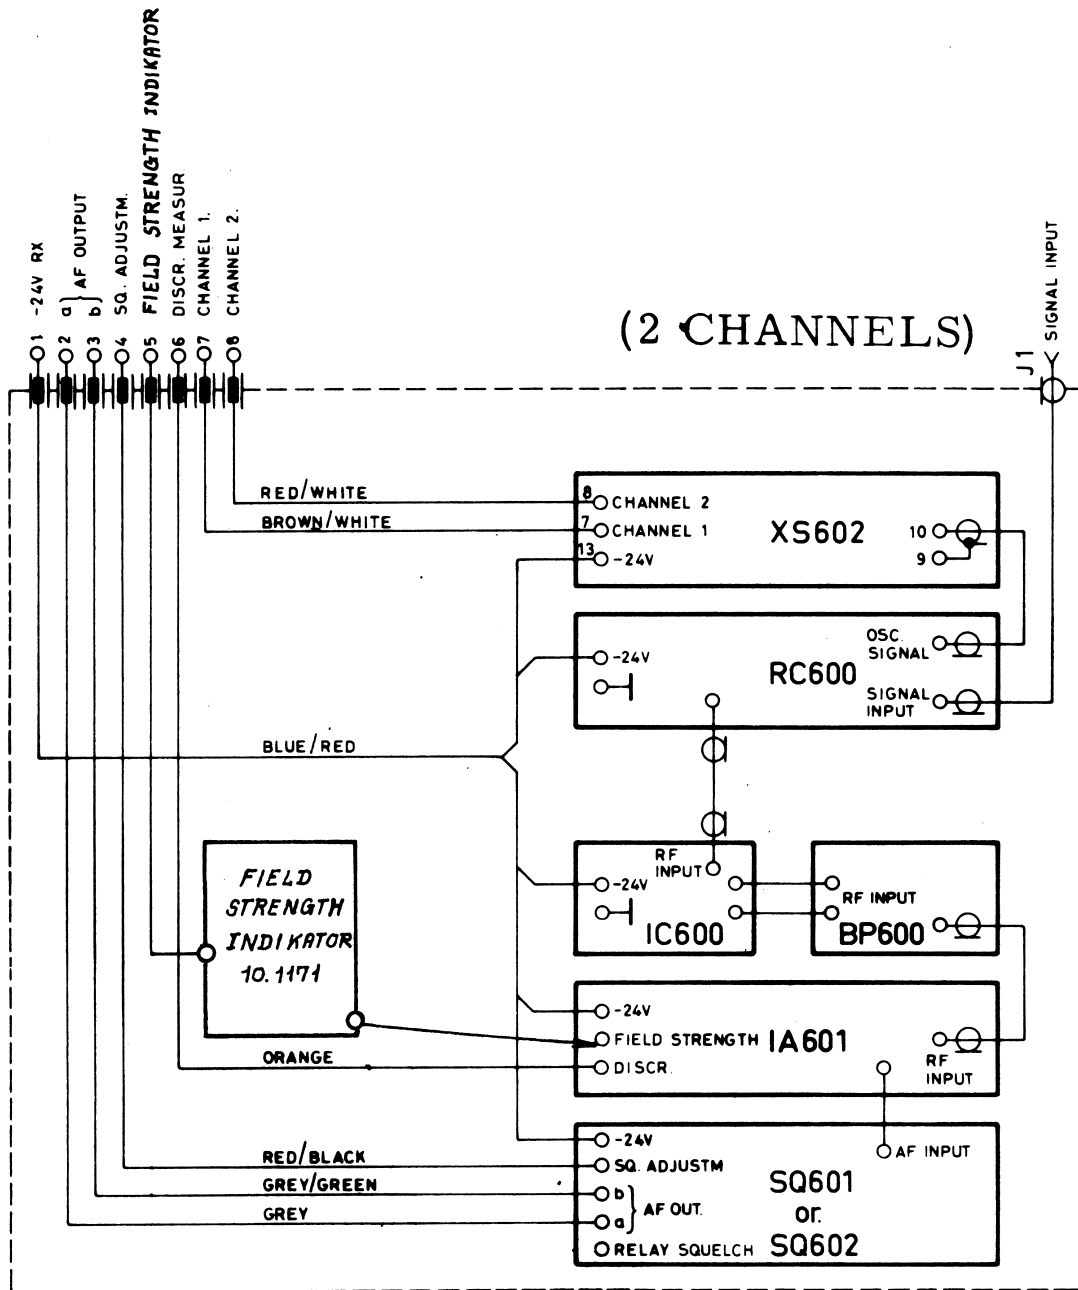 -24V RX
a
b
AF OUTPUT
SQ. ADJUSTM.
FIELD STRENGTH INDIKATOR
DISCR. MEASUR
CHANNEL 1.
CHANNEL 2.
1
2
3
4
5
6
7
8
(2 CHANNELS)
J1
SIGNAL INPUT
RED/WHITE
BROWN/WHITE
8
CHANNEL 2
7
CHANNEL 1
13
-24V
XS602
10
9
-24V
RC600
OSC.
SIGNAL
SIGNAL
INPUT
BLUE/RED
FIELD
STRENGTH
INDIKATOR
10.1171
RF
INPUT
-24V
IC600
RF INPUT
BP600
-24V
FIELD STRENGTH
IA601
DISCR.
RF
INPUT
ORANGE
-24V
AF INPUT
RED/BLACK
SQ. ADJUSTM
GREY/GREEN
b
AF OUT.
GREY
a
RELAY SQUELCH
SQ601
or.
SQ602